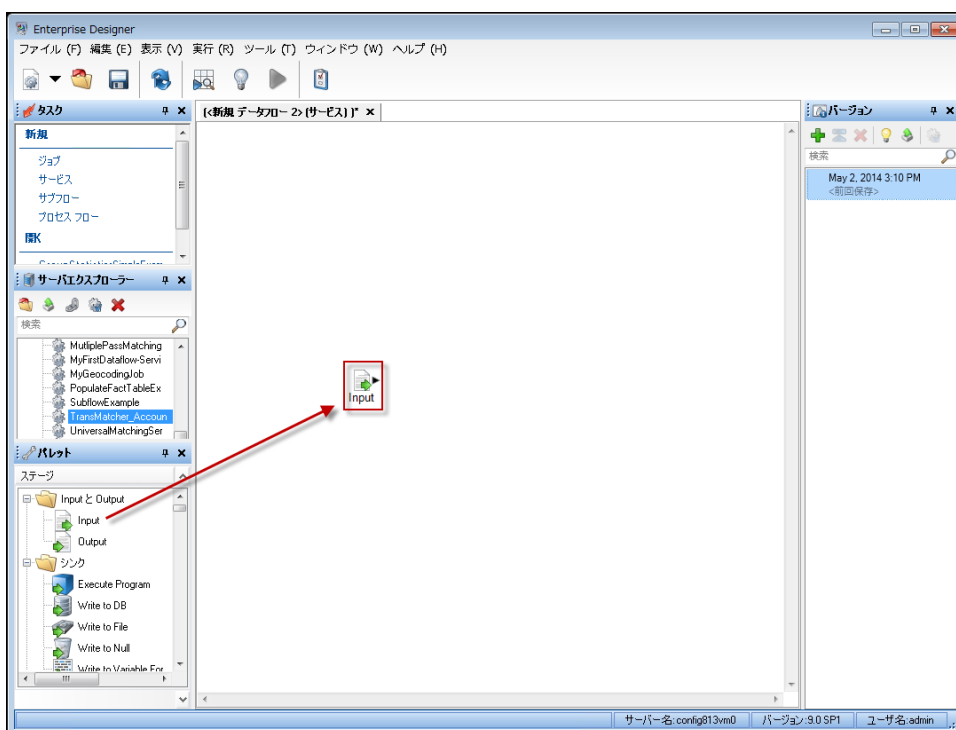 Enterprise Designer
ファイル (F) 編集 (E) 表示 (V) 実行 (R) ツール (T) ウィンドウ (W) ヘルプ (H)
タスク
新規
ジョブ
サービス
サブフロー
プロセス フロー
開K
サーバエクスプローラー
検索
MutliplePassMatching
MyFirstDataflow-Servi
MyGeocodingJob
PopulateFactTableEx
SubflowExample
TransMatcher_Accoun
UniversalMatchingSer
パレット
ステージ
Input と Output
Input
Output
シンク
Execute Program
Write to DB
Write to File
Write to Null
Write to Variable For
(<新規 データフロー 2> (サービス) )*
Input
バージョン
検索
May 2, 2014 3:10 PM
<前回保存>
サーバー名: config813vm0
バージョン:9.0 SP1
ユーザ名:admin